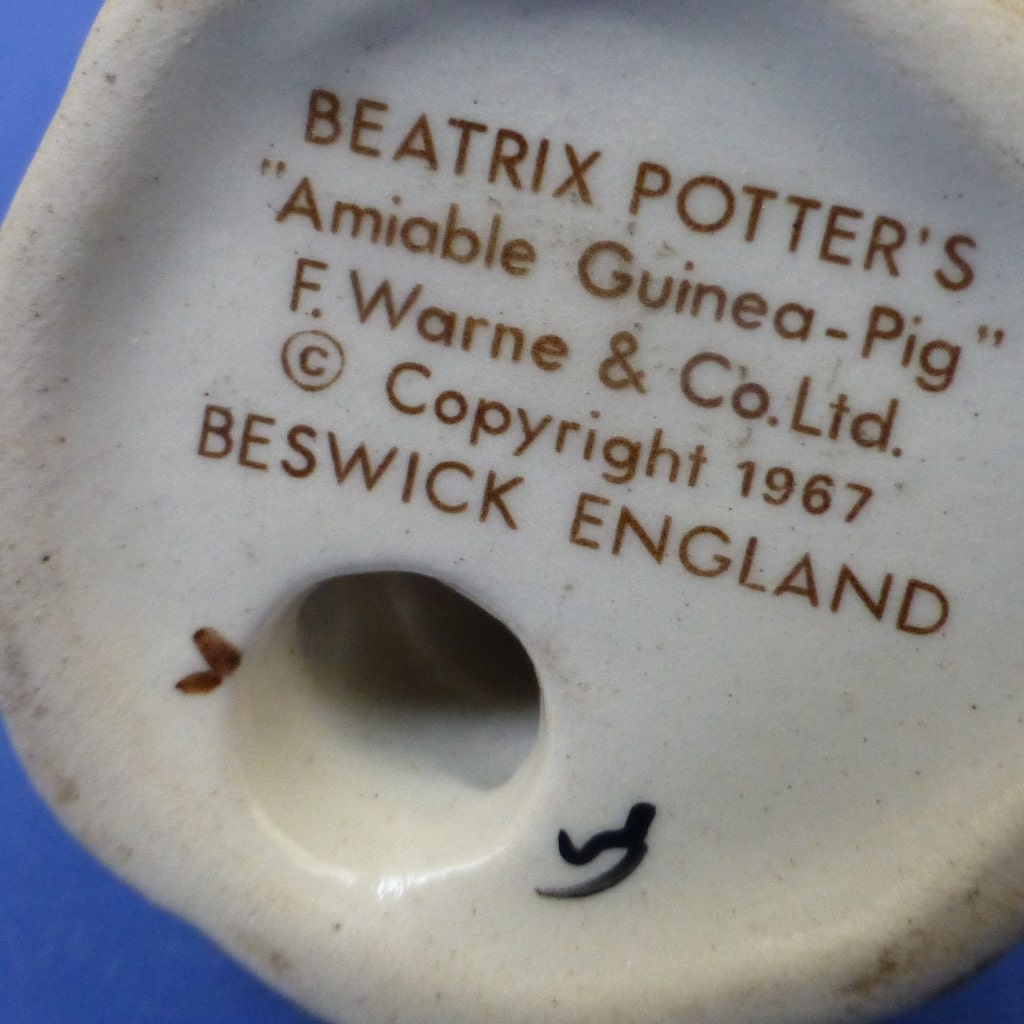 BEATRIX POTTER'S
"Amiable Guinea-Pig"
F. Warne & Co. Ltd.
© Copyright 1967
BESWICK ENGLAND